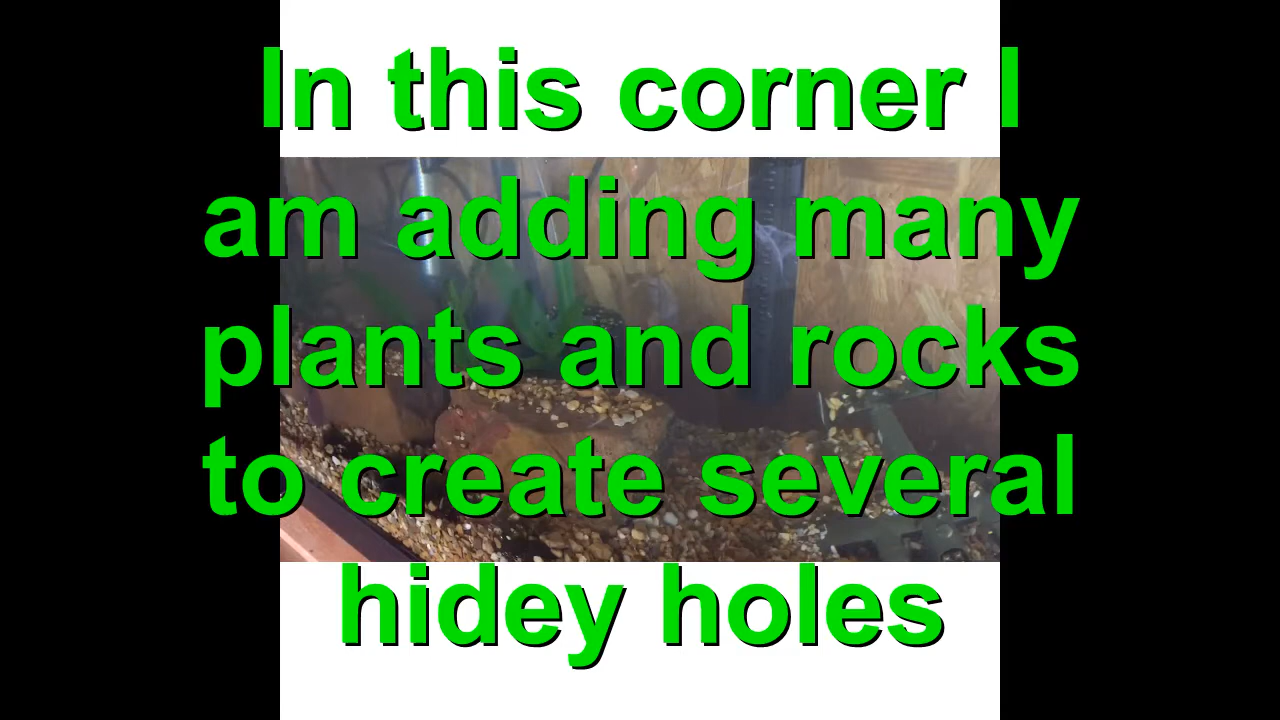 In this corner I
am adding many
plants and rocks
to create several
hidey holes